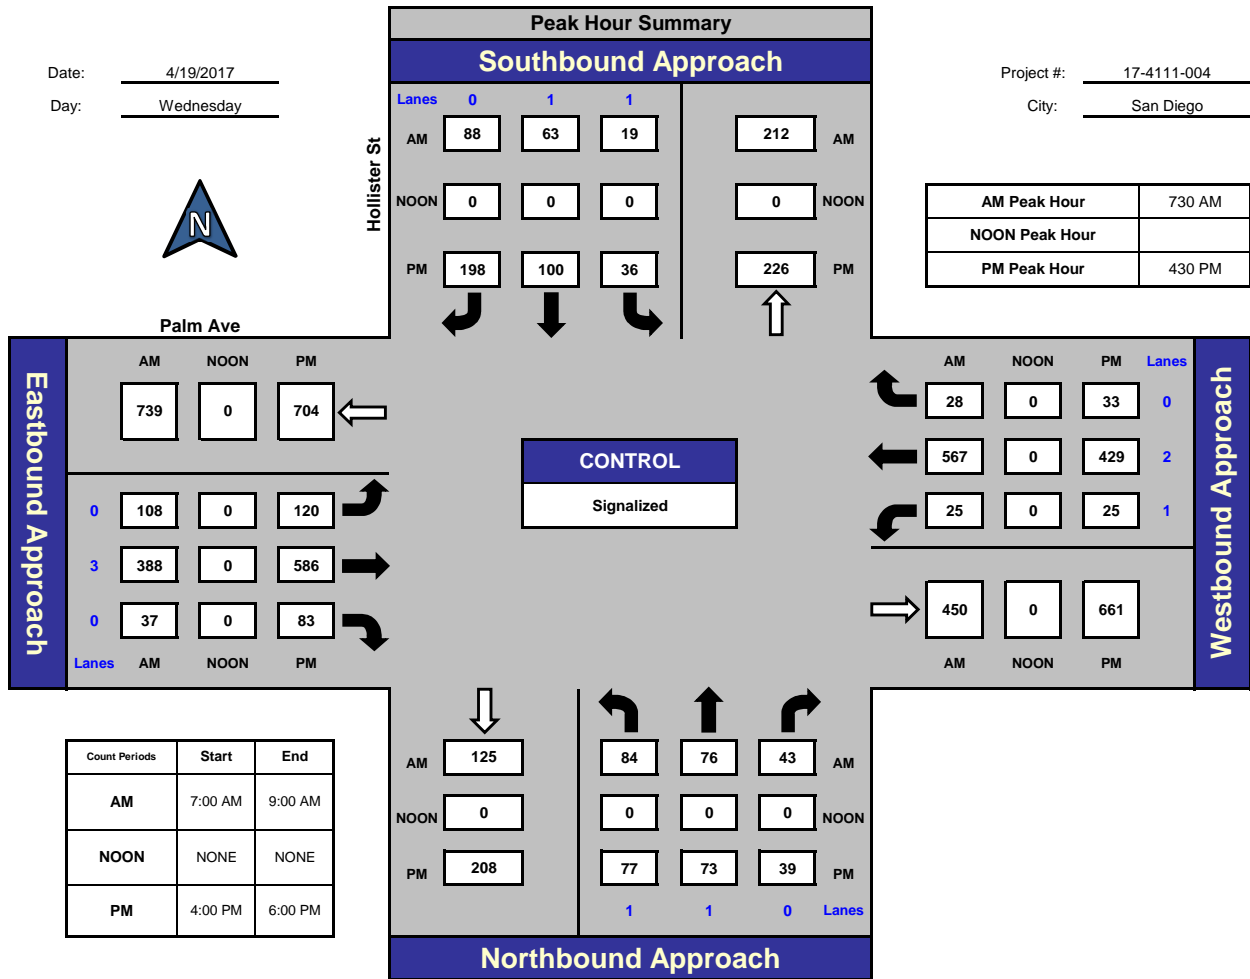 Peak Hour Summary
Southbound Approach
Date: 4/19/2017
Day: Wednesday
Project #: 17-4111-004
City: San Diego
Lanes 0 1 1
AM 88 63 19 212 AM
NOON 0 0 0 0 NOON
PM 198 100 36 226 PM
Hollister St
N
AM Peak Hour 730 AM
NOON Peak Hour
PM Peak Hour 430 PM
Palm Ave
Eastbound Approach
AM NOON PM
739 0 704
0 108 0 120
3 388 0 586
0 37 0 83
Lanes AM NOON PM
CONTROL
Signalized
AM NOON PM Lanes
28 0 33 0
567 0 429 2
25 0 25 1
450 0 661
AM NOON PM
Westbound Approach
Count Periods Start End
AM 7:00 AM 9:00 AM
NOON NONE NONE
PM 4:00 PM 6:00 PM
AM 125 84 76 43 AM
NOON 0 0 0 0 NOON
PM 208 77 73 39 PM
1 1 0 Lanes
Northbound Approach